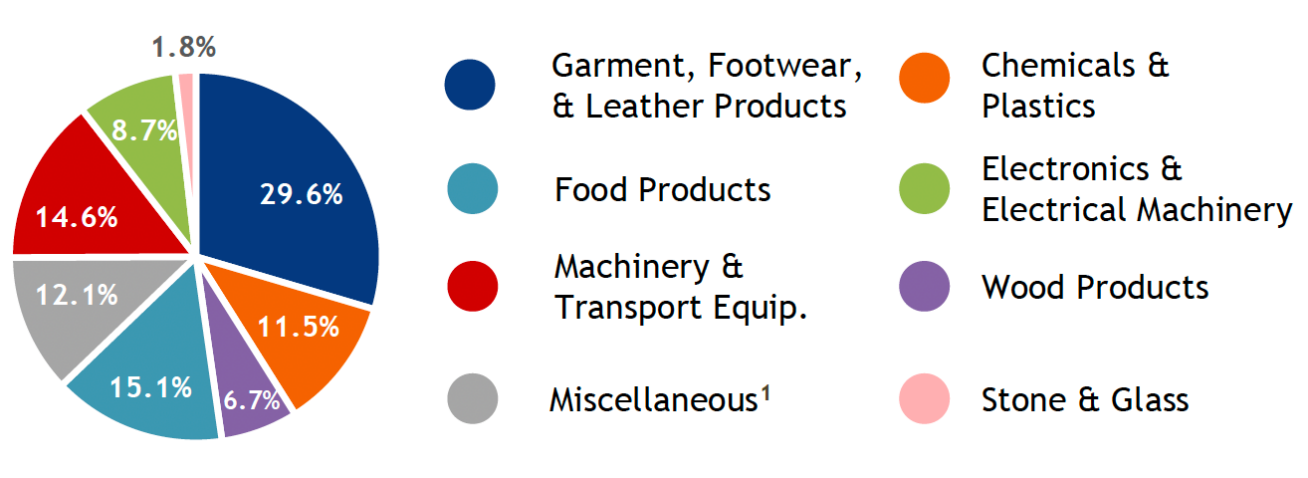 1.8%
8.7%
29.6%
14.6%
12.1%
11.5%
15.1%
6.7%
Garment, Footwear,
& Leather Products
Food Products
Machinery &
Transport Equip.
Miscellaneous¹
Chemicals &
Plastics
Electronics &
Electrical Machinery
Wood Products
Stone & Glass